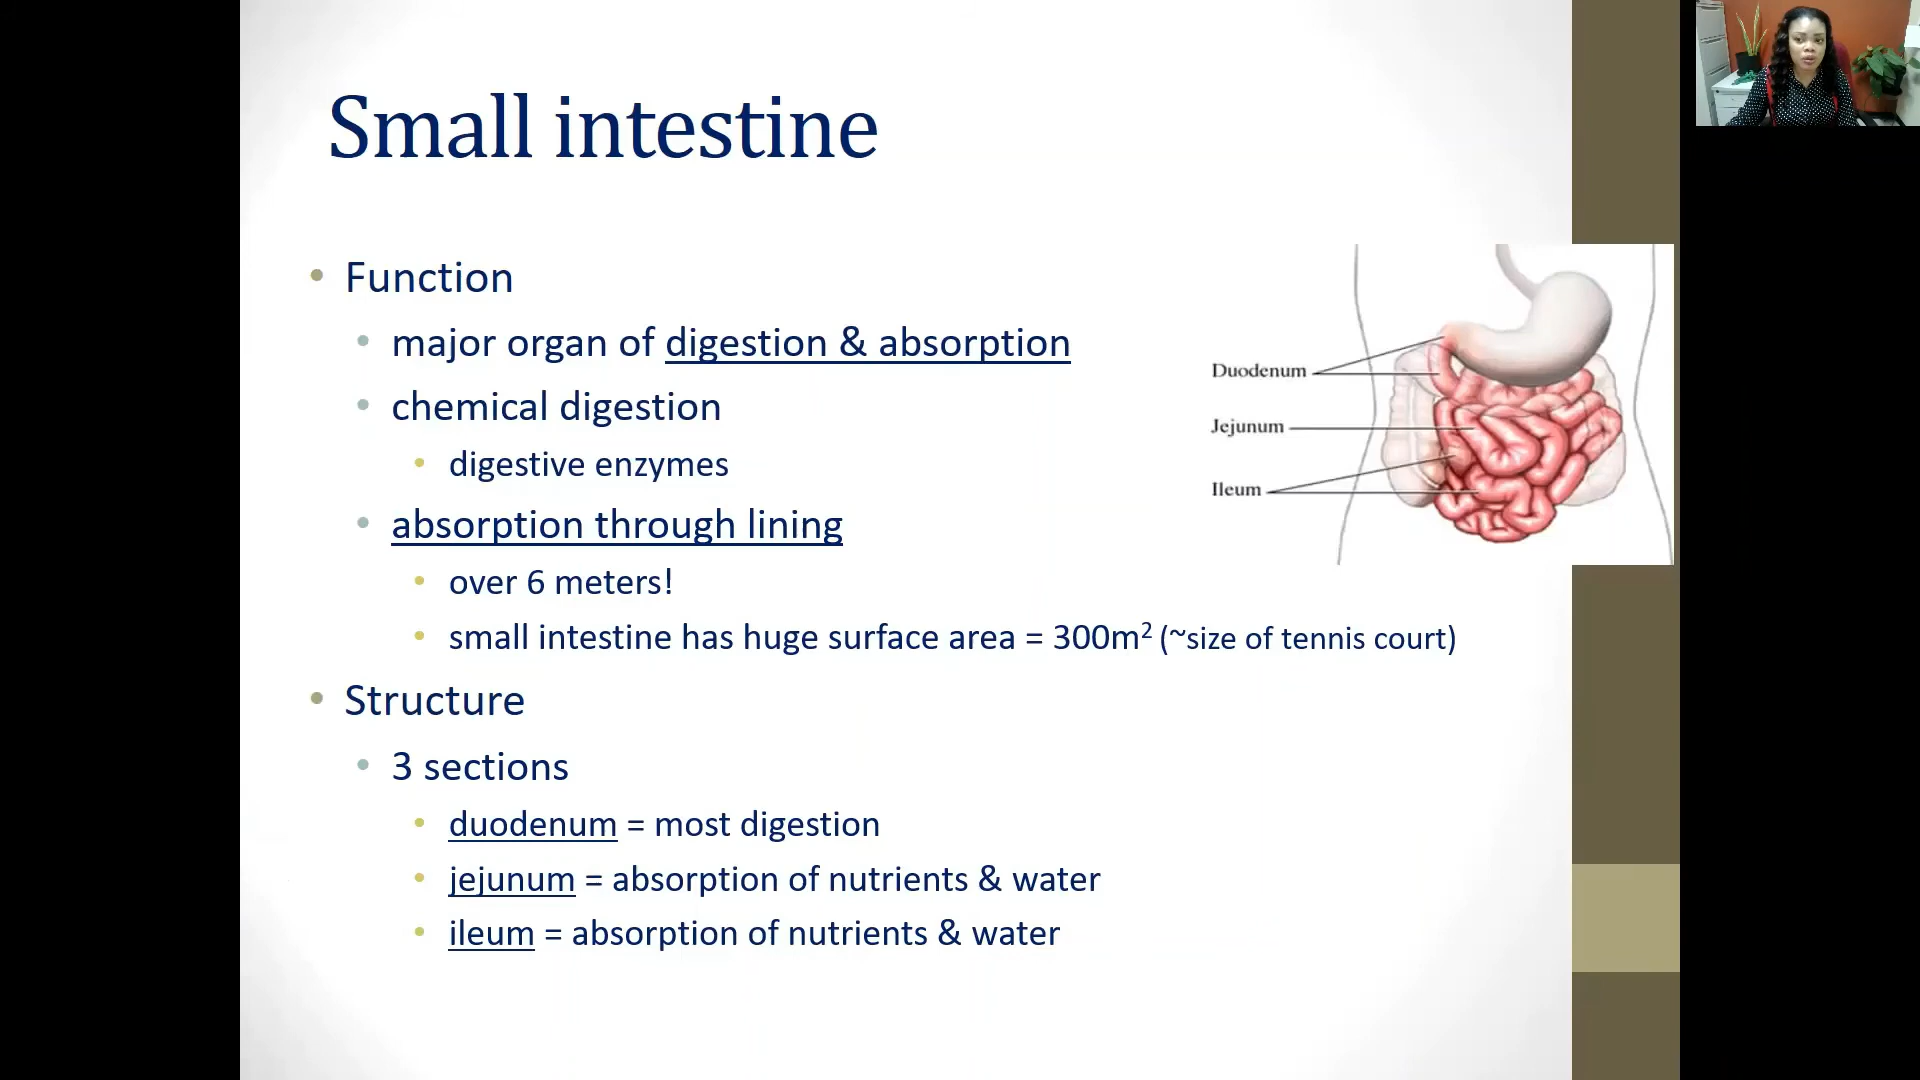 Small intestine
• Function
• major organ of digestion & absorption
• chemical digestion
• digestive enzymes
• absorption through lining
• over 6 meters!
• small intestine has huge surface area = 300m² (~size of tennis court)
• Structure
• 3 sections
• duodenum = most digestion
• jejunum = absorption of nutrients & water
• ileum = absorption of nutrients & water
Duodenum
Jejunum
Ileum